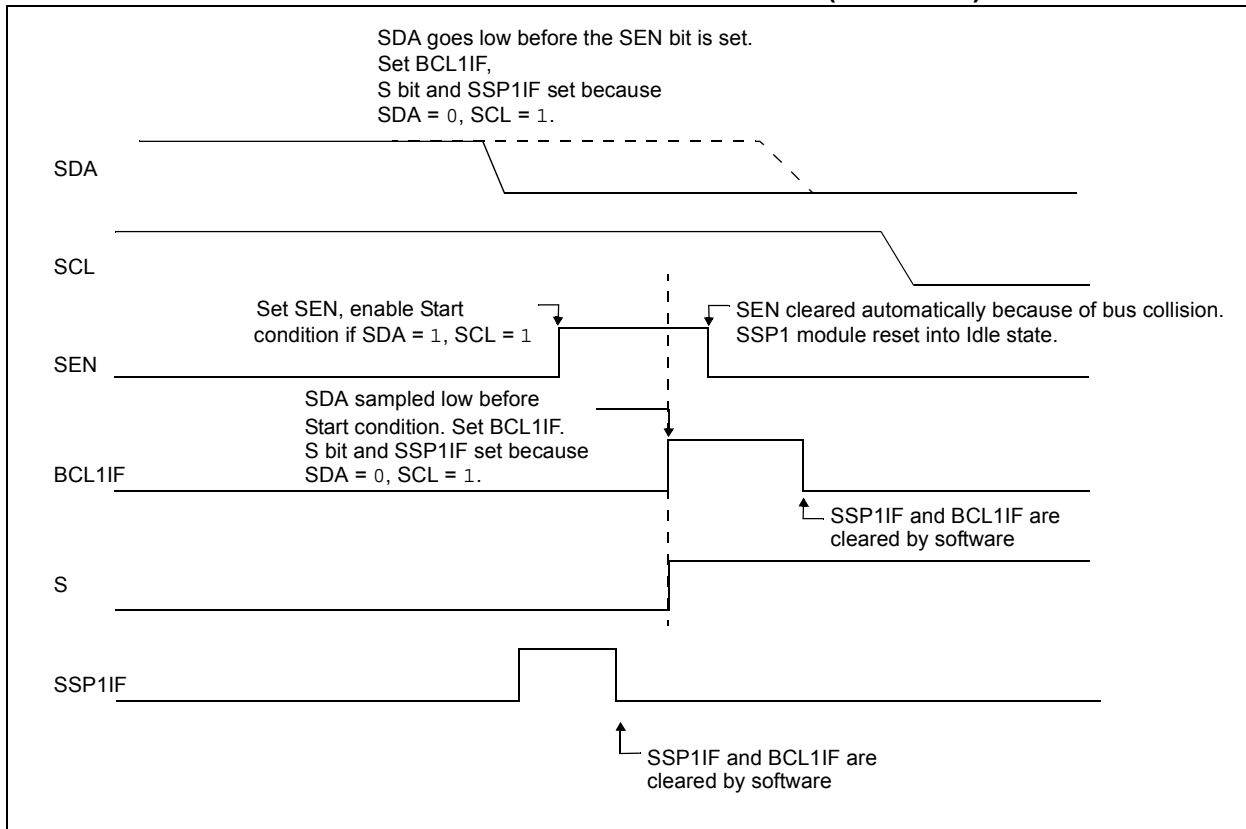 SDA goes low before the SEN bit is set.
Set BCL1IF,
S bit and SSP1IF set because
SDA = 0, SCL = 1.
SDA
SCL
Set SEN, enable Start
condition if SDA = 1, SCL = 1
SEN cleared automatically because of bus collision.
SSP1 module reset into Idle state.
SEN
SDA sampled low before
Start condition. Set BCL1IF.
S bit and SSP1IF set because
SDA = 0, SCL = 1.
BCL1IF
SSP1IF and BCL1IF are
cleared by software
S
SSP1IF
SSP1IF and BCL1IF are
cleared by software